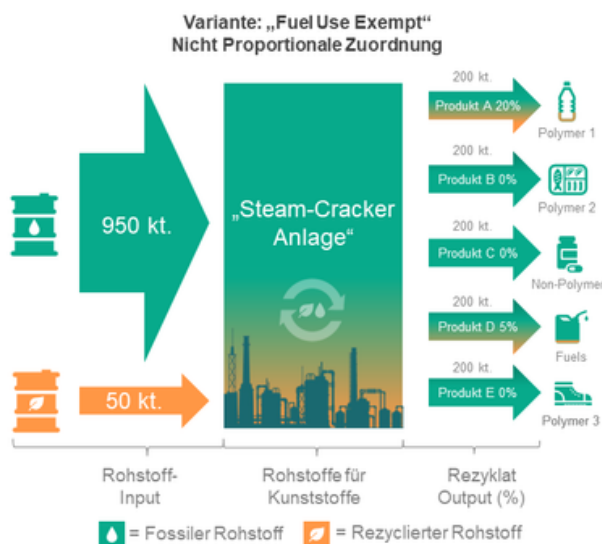 Variante: „Fuel Use Exempt“
Nicht Proportionale Zuordnung
950 kt.
50 kt.
„Steam-Cracker
Anlage“
200 kt.
Produkt A 20%
Polymer 1
200 kt.
Produkt B 0%
Polymer 2
200 kt.
Produkt C 0%
Non-Polymer
200 kt.
Produkt D 5%
Fuels
200 kt.
Produkt E 0%
Polymer 3
Rohstoff-
Input
Rohstoffe für
Kunststoffe
Rezyklat
Output (%)
= Fossiler Rohstoff
= Rezyclierter Rohstoff